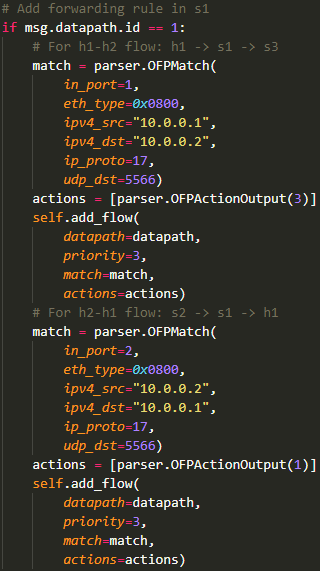 # Add forwarding rule in s1
if msg.datapath.id == 1:
    # For h1-h2 flow: h1 -> s1 -> s3
    match = parser.OFPMatch(
        in_port=1,
        eth_type=0x0800,
        ipv4_src="10.0.0.1",
        ipv4_dst="10.0.0.2",
        ip_proto=17,
        udp_dst=5566)
    actions = [parser.OFPActionOutput(3)]
    self.add_flow(
        datapath=datapath,
        priority=3,
        match=match,
        actions=actions)
    # For h2-h1 flow: s2 -> s1 -> h1
    match = parser.OFPMatch(
        in_port=2,
        eth_type=0x0800,
        ipv4_src="10.0.0.2",
        ipv4_dst="10.0.0.1",
        ip_proto=17,
        udp_dst=5566)
    actions = [parser.OFPActionOutput(1)]
    self.add_flow(
        datapath=datapath,
        priority=3,
        match=match,
        actions=actions)